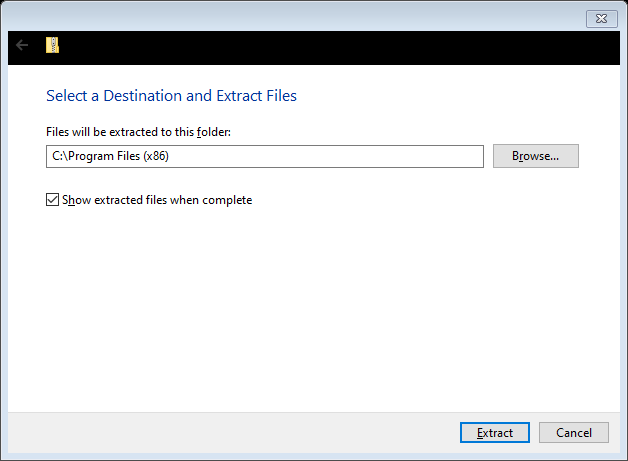 Select a Destination and Extract Files
Files will be extracted to this folder:
C:\Program Files (x86)
Browse...
Show extracted files when complete
Extract
Cancel